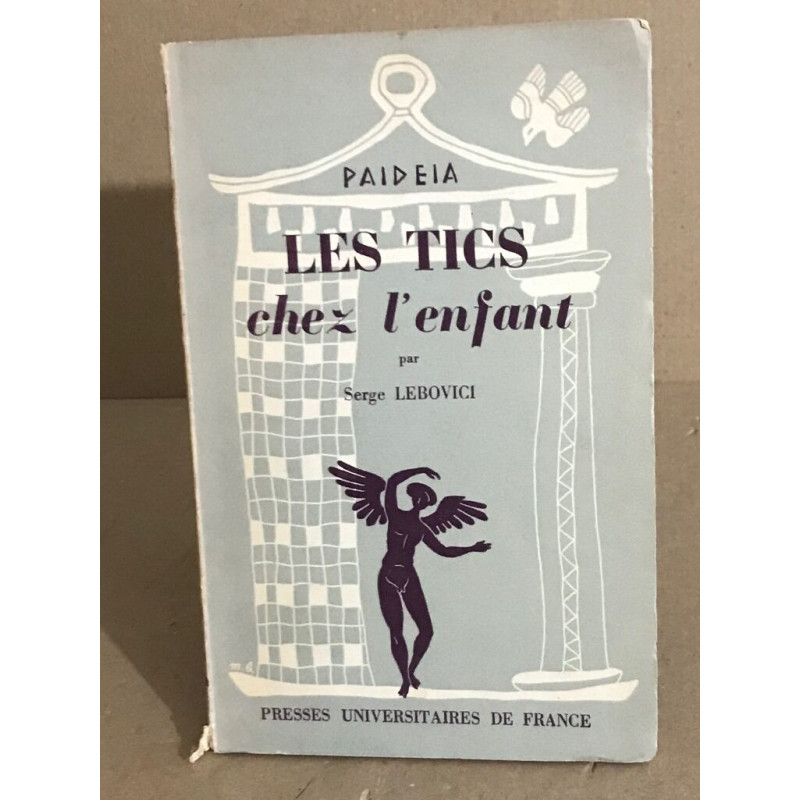 PAIDEIA
LES TICS
chez l'enfant
par
Serge LEBOVICI
PRESSES UNIVERSITAIRES DE FRANCE